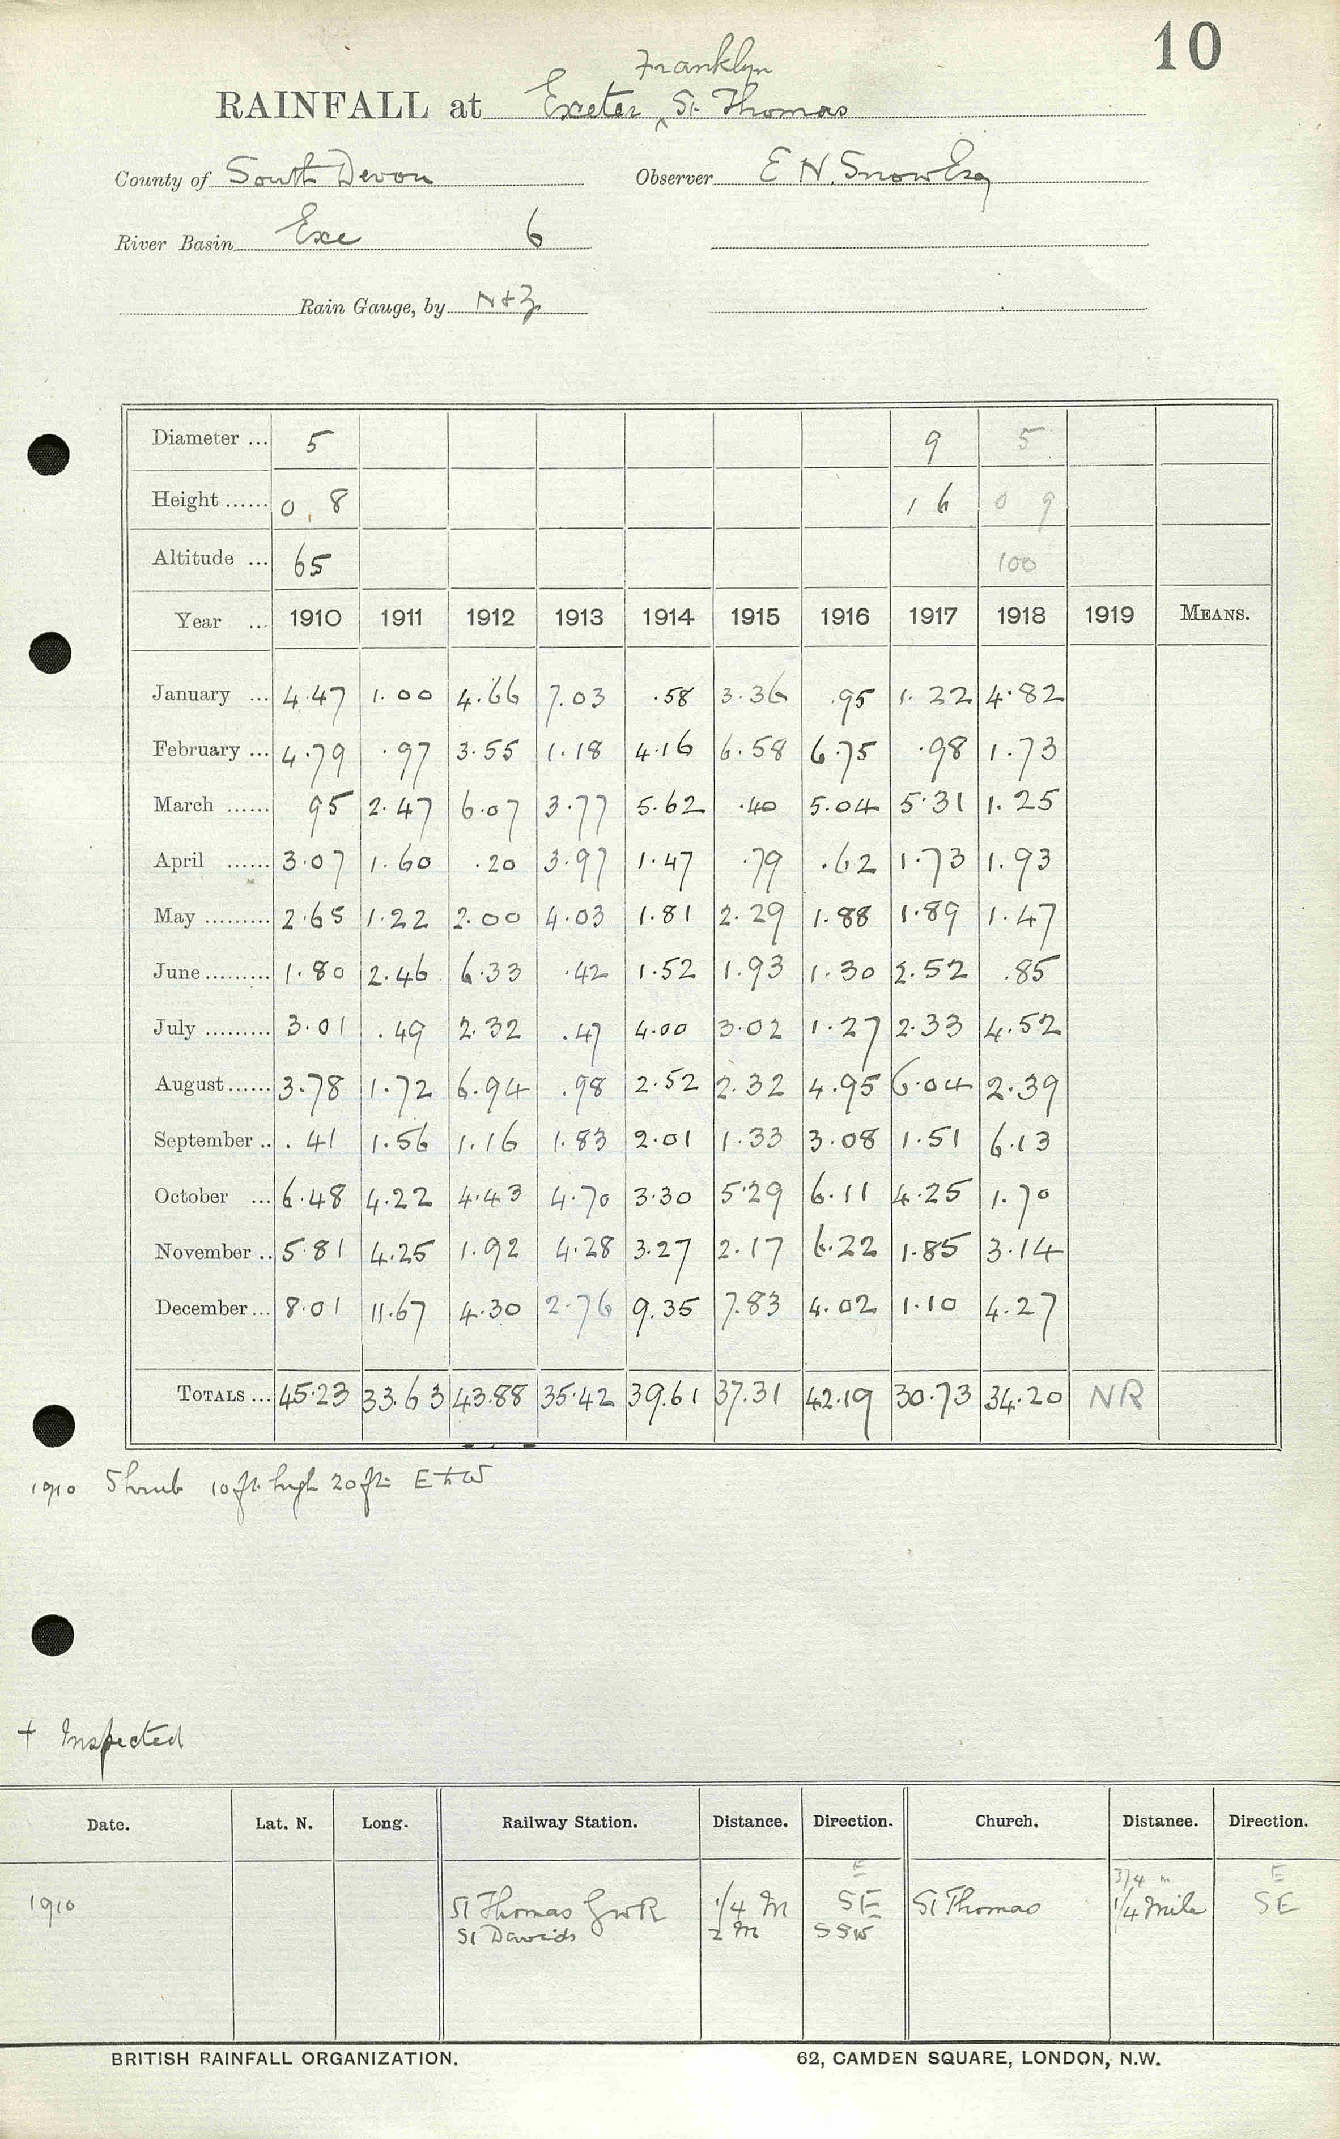 10
Franklyn
RAINFALL at Exeter ‸ St Thomas
County of South Devon Observer E N. Snow Esq
River Basin Exe 6
Rain Gauge, by N+Z
Diameter ... 5 9 5
Height ...... 0 8 1 6 0 9
Altitude ... 65 100
Year ... 1910 1911 1912 1913 1914 1915 1916 1917 1918 1919 MEANS.
January ... 4.47 1.00 4.66 7.03 .58 3.36 .95 1.22 4.82
February ... 4.79 .97 3.55 1.18 4.16 6.58 6.75 .98 1.73
March ...... 95 2.47 6.07 3.77 5.62 .40 5.04 5.31 1.25
April ...... 3.07 1.60 .20 3.97 1.47 .79 .62 1.73 1.93
May ......... 2.65 1.22 2.00 4.03 1.81 2.29 1.88 1.89 1.47
June ......... 1.80 2.46 6.33 .42 1.52 1.93 1.30 2.52 .85
July ......... 3.01 .49 2.32 .47 4.00 3.02 1.27 2.33 4.52
August ...... 3.78 1.72 6.94 .98 2.52 2.32 4.95 6.04 2.39
September .. .41 1.56 1.16 1.83 2.01 1.33 3.08 1.51 6.13
October ... 6.48 4.22 4.43 4.70 3.30 5.29 6.11 4.25 1.70
November .. 5.81 4.25 1.92 4.28 3.27 2.17 6.22 1.85 3.14
December ... 8.01 11.67 4.30 2.76 9.35 7.83 4.02 1.10 4.27
TOTALS ... 45.23 33.63 43.88 35.42 39.61 37.31 42.19 30.73 34.20 NR
1910 Shrub 10 ft. high 20 ft. E + W
+ Inspected
Date. Lat. N. Long. Railway Station. Distance. Direction. Church. Distance. Direction.
E 3/4 m E
1910 St Thomas GWR 1/4 M SE St Thomas 1/4 mile SE
St Davids 2 M SSW
BRITISH RAINFALL ORGANIZATION. 62, CAMDEN SQUARE, LONDON, N.W.